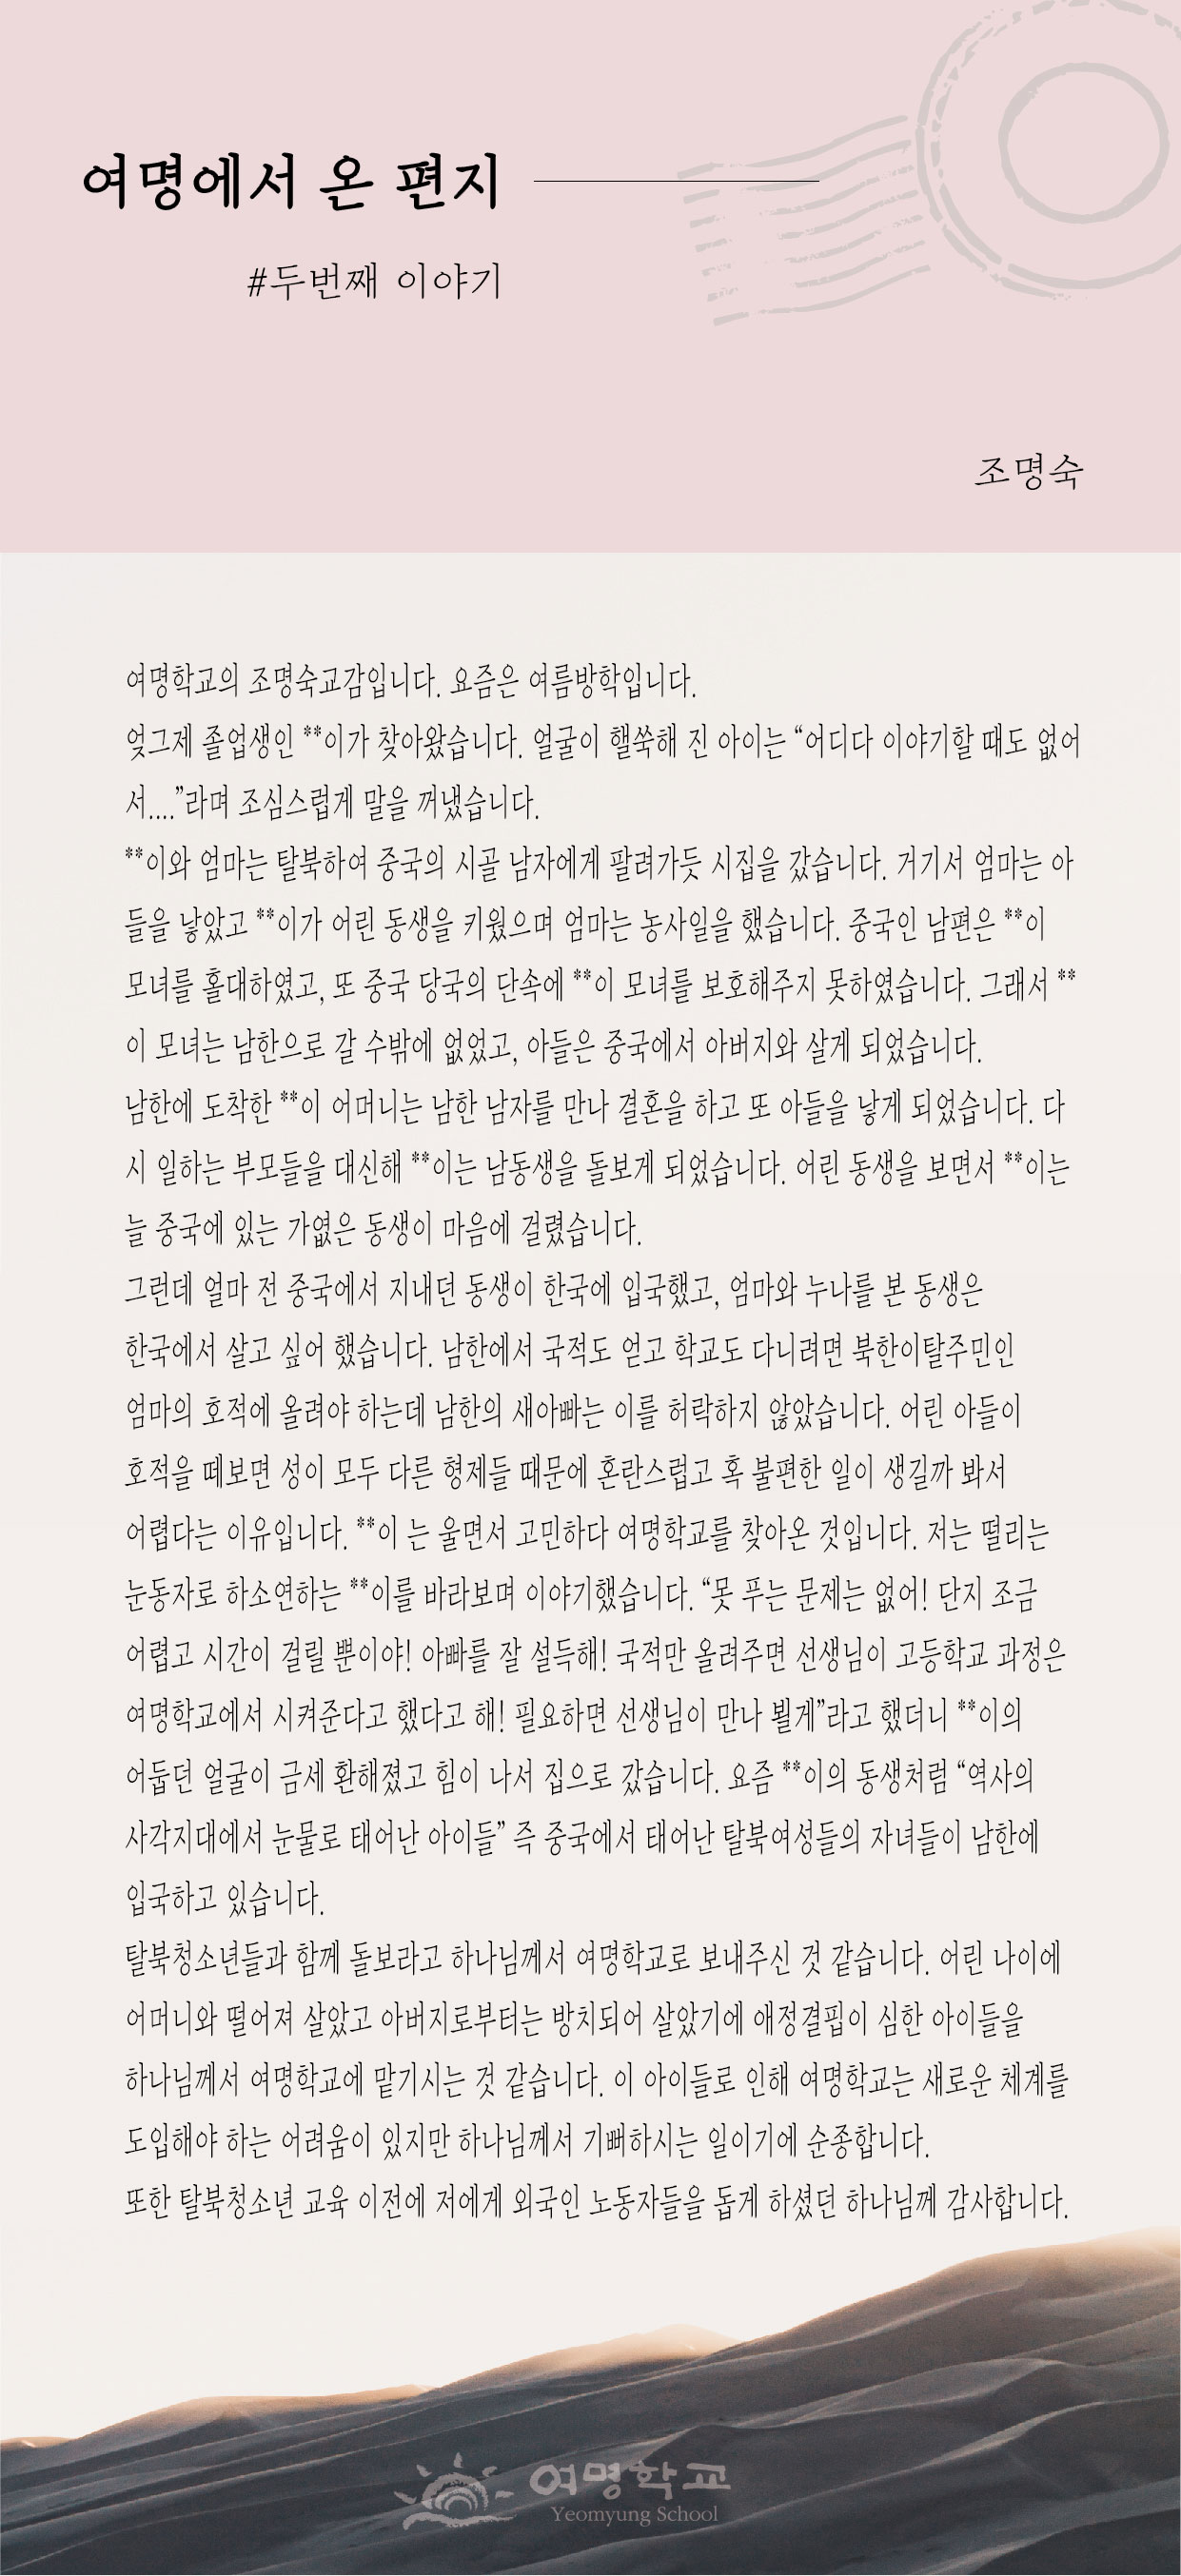 여명에서 온 편지
#두번째 이야기
조명숙
여명학교의 조명숙교감입니다. 요즘은 여름방학입니다.
엊그제 졸업생인 **이가 찾아왔습니다. 얼굴이 핼쑥해 진 아이는 “어디다 이야기할 때도 없어
서....”라며 조심스럽게 말을 꺼냈습니다.
**이와 엄마는 탈북하여 중국의 시골 남자에게 팔려가듯 시집을 갔습니다. 거기서 엄마는 아
들을 낳았고 **이가 어린 동생을 키웠으며 엄마는 농사일을 했습니다. 중국인 남편은 **이
모녀를 홀대하였고, 또 중국 당국의 단속에 **이 모녀를 보호해주지 못하였습니다. 그래서 **
이 모녀는 남한으로 갈 수밖에 없었고, 아들은 중국에서 아버지와 살게 되었습니다.
남한에 도착한 **이 어머니는 남한 남자를 만나 결혼을 하고 또 아들을 낳게 되었습니다. 다
시 일하는 부모들을 대신해 **이는 남동생을 돌보게 되었습니다. 어린 동생을 보면서 **이는
늘 중국에 있는 가엾은 동생이 마음에 걸렸습니다.
그런데 얼마 전 중국에서 지내던 동생이 한국에 입국했고, 엄마와 누나를 본 동생은
한국에서 살고 싶어 했습니다. 남한에서 국적도 얻고 학교도 다니려면 북한이탈주민인
엄마의 호적에 올려야 하는데 남한의 새아빠는 이를 허락하지 않았습니다. 어린 아들이
호적을 떼보면 성이 모두 다른 형제들 때문에 혼란스럽고 혹 불편한 일이 생길까 봐서
어렵다는 이유입니다. **이 는 울면서 고민하다 여명학교를 찾아온 것입니다. 저는 떨리는
눈동자로 하소연하는 **이를 바라보며 이야기했습니다. “못 푸는 문제는 없어! 단지 조금
어렵고 시간이 걸릴 뿐이야! 아빠를 잘 설득해! 국적만 올려주면 선생님이 고등학교 과정은
여명학교에서 시켜준다고 했다고 해! 필요하면 선생님이 만나 뵐게”라고 했더니 **이의
어둡던 얼굴이 금세 환해졌고 힘이 나서 집으로 갔습니다. 요즘 **이의 동생처럼 “역사의
사각지대에서 눈물로 태어난 아이들” 즉 중국에서 태어난 탈북여성들의 자녀들이 남한에
입국하고 있습니다.
탈북청소년들과 함께 돌보라고 하나님께서 여명학교로 보내주신 것 같습니다. 어린 나이에
어머니와 떨어져 살았고 아버지로부터는 방치되어 살았기에 애정결핍이 심한 아이들을
하나님께서 여명학교에 맡기시는 것 같습니다. 이 아이들로 인해 여명학교는 새로운 체계를
도입해야 하는 어려움이 있지만 하나님께서 기뻐하시는 일이기에 순종합니다.
또한 탈북청소년 교육 이전에 저에게 외국인 노동자들을 돕게 하셨던 하나님께 감사합니다.
여명학교
Yeomyung School